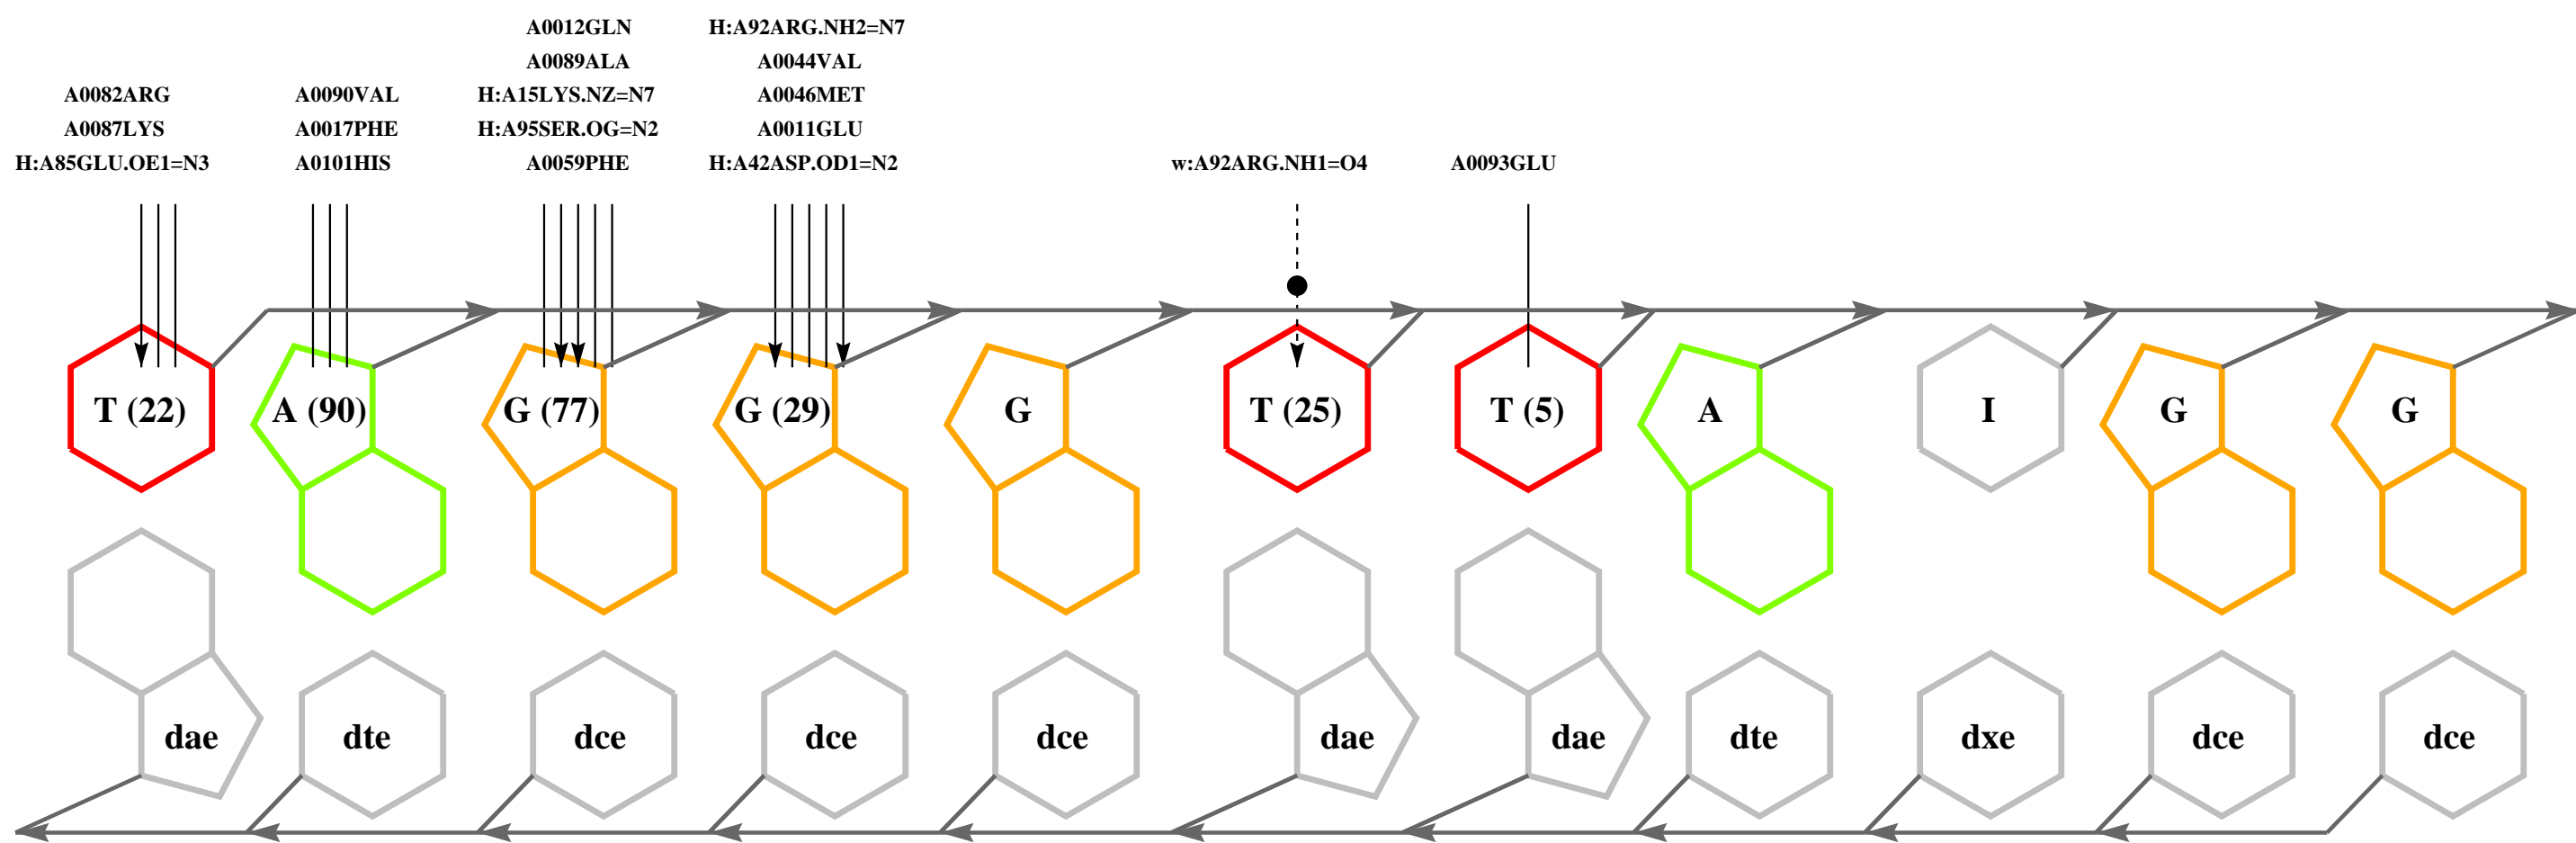 A0012GLN H:A92ARG.NH2=N7
A0089ALA A0044VAL
A0082ARG A0090VAL H:A15LYS.NZ=N7 A0046MET
A0087LYS A0017PHE H:A95SER.OG=N2 A0011GLU
H:A85GLU.OE1=N3 A0101HIS A0059PHE H:A42ASP.OD1=N2 w:A92ARG.NH1=O4 A0093GLU
T (22) A (90) G (77) G (29) G T (25) T (5) A I G G
dae dte dce dce dce dae dae dte dxe dce dce